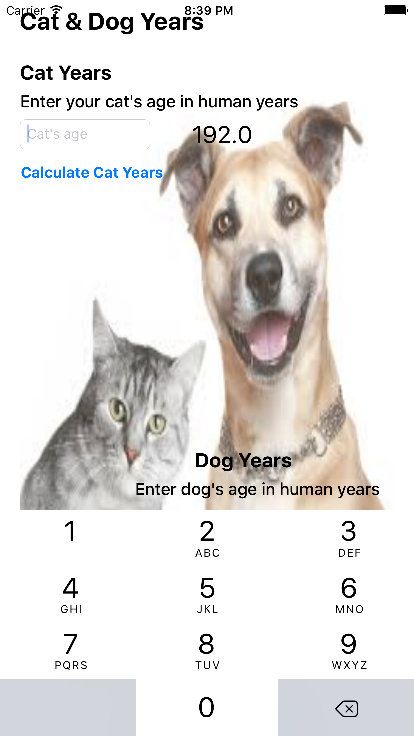 Carrier 8:39 PM
Cat & Dog Years
Cat Years
Enter your cat's age in human years
Cat's age 192.0
Calculate Cat Years
Dog Years
Enter dog's age in human years
1 2 3
ABC DEF
4 5 6
GHI JKL MNO
7 8 9
PQRS TUV WXYZ
0